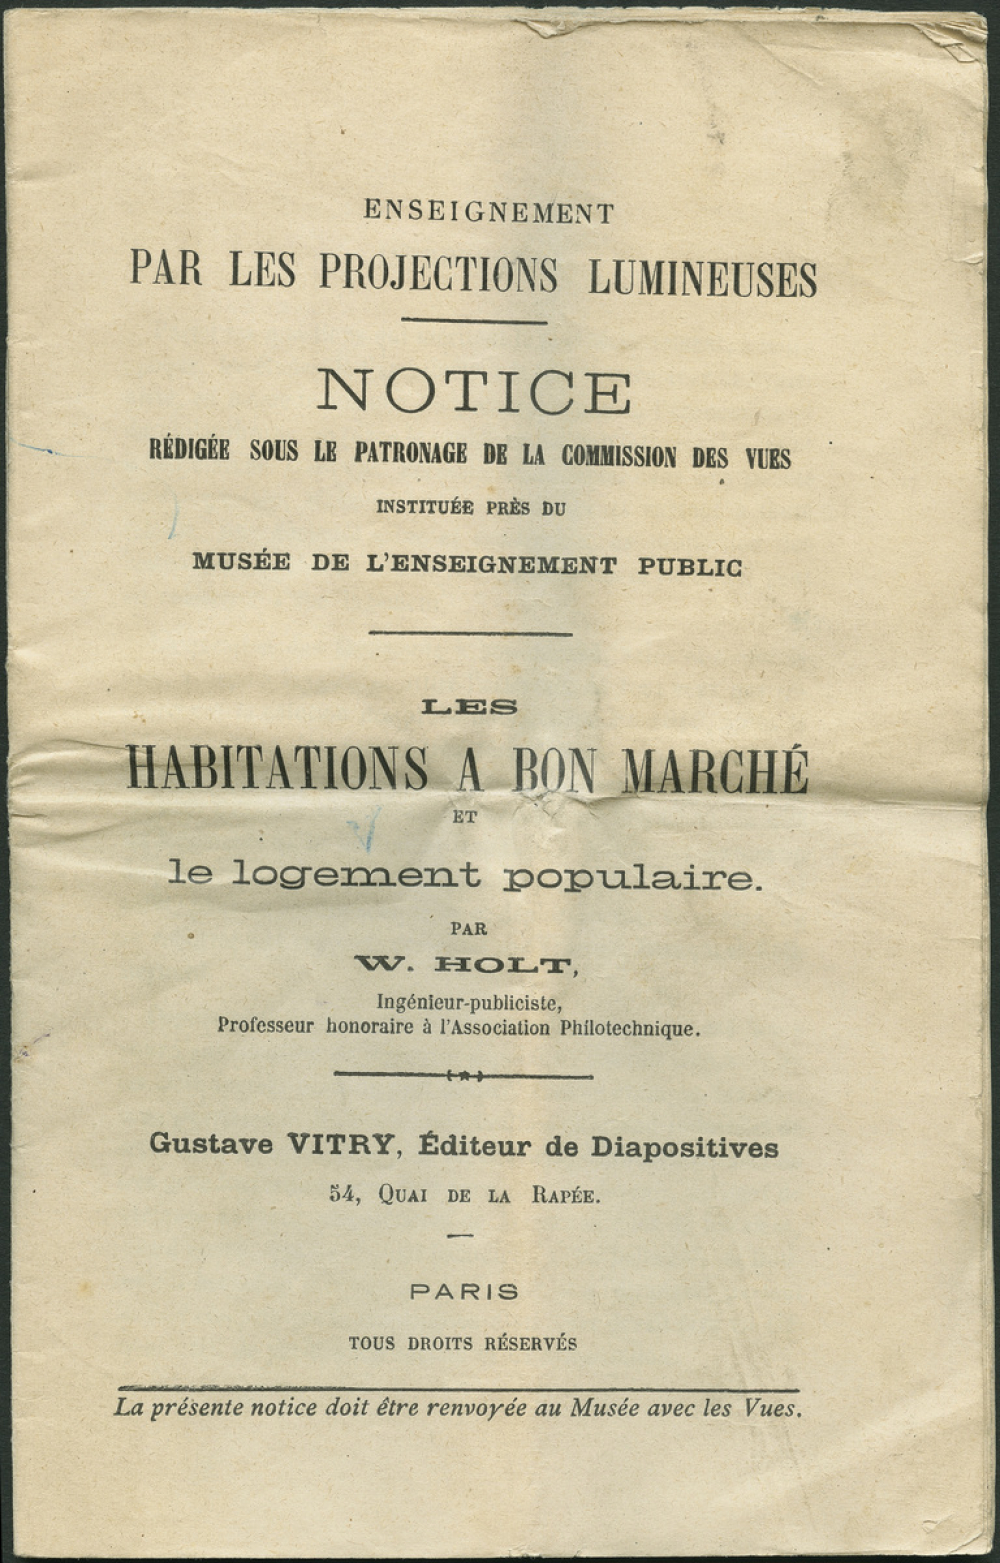 ENSEIGNEMENT
PAR LES PROJECTIONS LUMINEUSES
NOTICE
RÉDIGÉE SOUS LE PATRONAGE DE LA COMMISSION DES VUES
INSTITUÉE PRÈS DU
MUSÉE DE L'ENSEIGNEMENT PUBLIC
LES
HABITATIONS A BON MARCHÉ
ET
le logement populaire.
PAR
W. HOLT,
Ingénieur-publiciste,
Professeur honoraire à l'Association Philotechnique.
Gustave VITRY, Éditeur de Diapositives
54, QUAI DE LA RAPÉE.
PARIS
TOUS DROITS RÉSERVÉS
La présente notice doit être renvoyée au Musée avec les Vues.